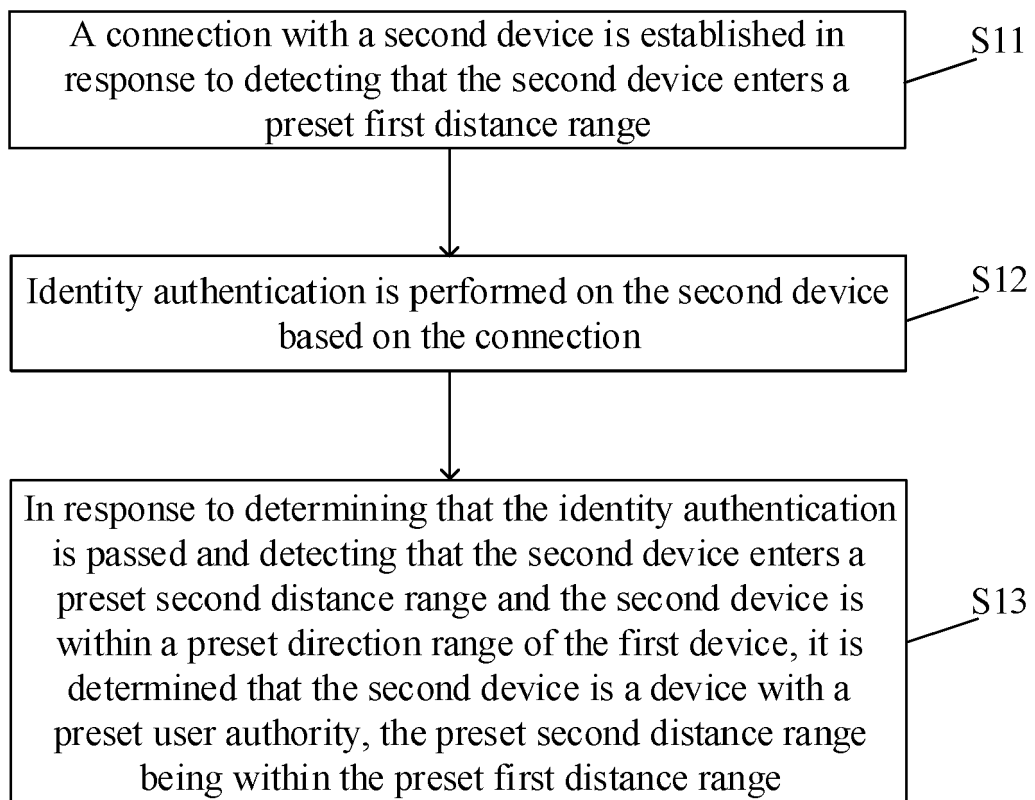 A connection with a second device is established in
response to detecting that the second device enters a
preset first distance range
S11
Identity authentication is performed on the second device
based on the connection
S12
In response to determining that the identity authentication
is passed and detecting that the second device enters a
preset second distance range and the second device is
within a preset direction range of the first device, it is
determined that the second device is a device with a
preset user authority, the preset second distance range
being within the preset first distance range
S13